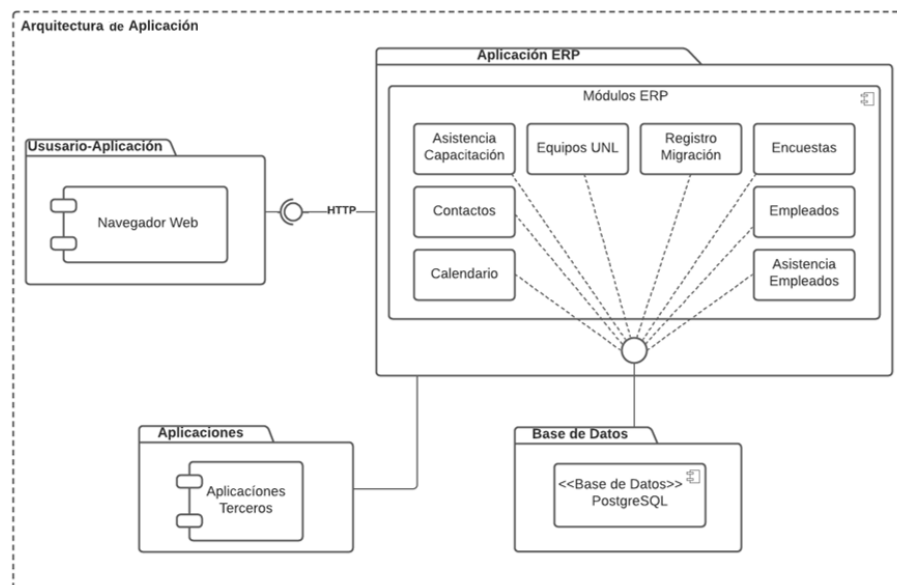 Arquitectura de Aplicación
Aplicación ERP
Módulos ERP
Asistencia
Capacitación
Equipos UNL
Registro
Migración
Encuestas
Ususario-Aplicación
Navegador Web
HTTP
Contactos
Empleados
Calendario
Asistencia
Empleados
Aplicaciones
Aplicaciones
Terceros
Base de Datos
<<Base de Datos>>
PostgreSQL